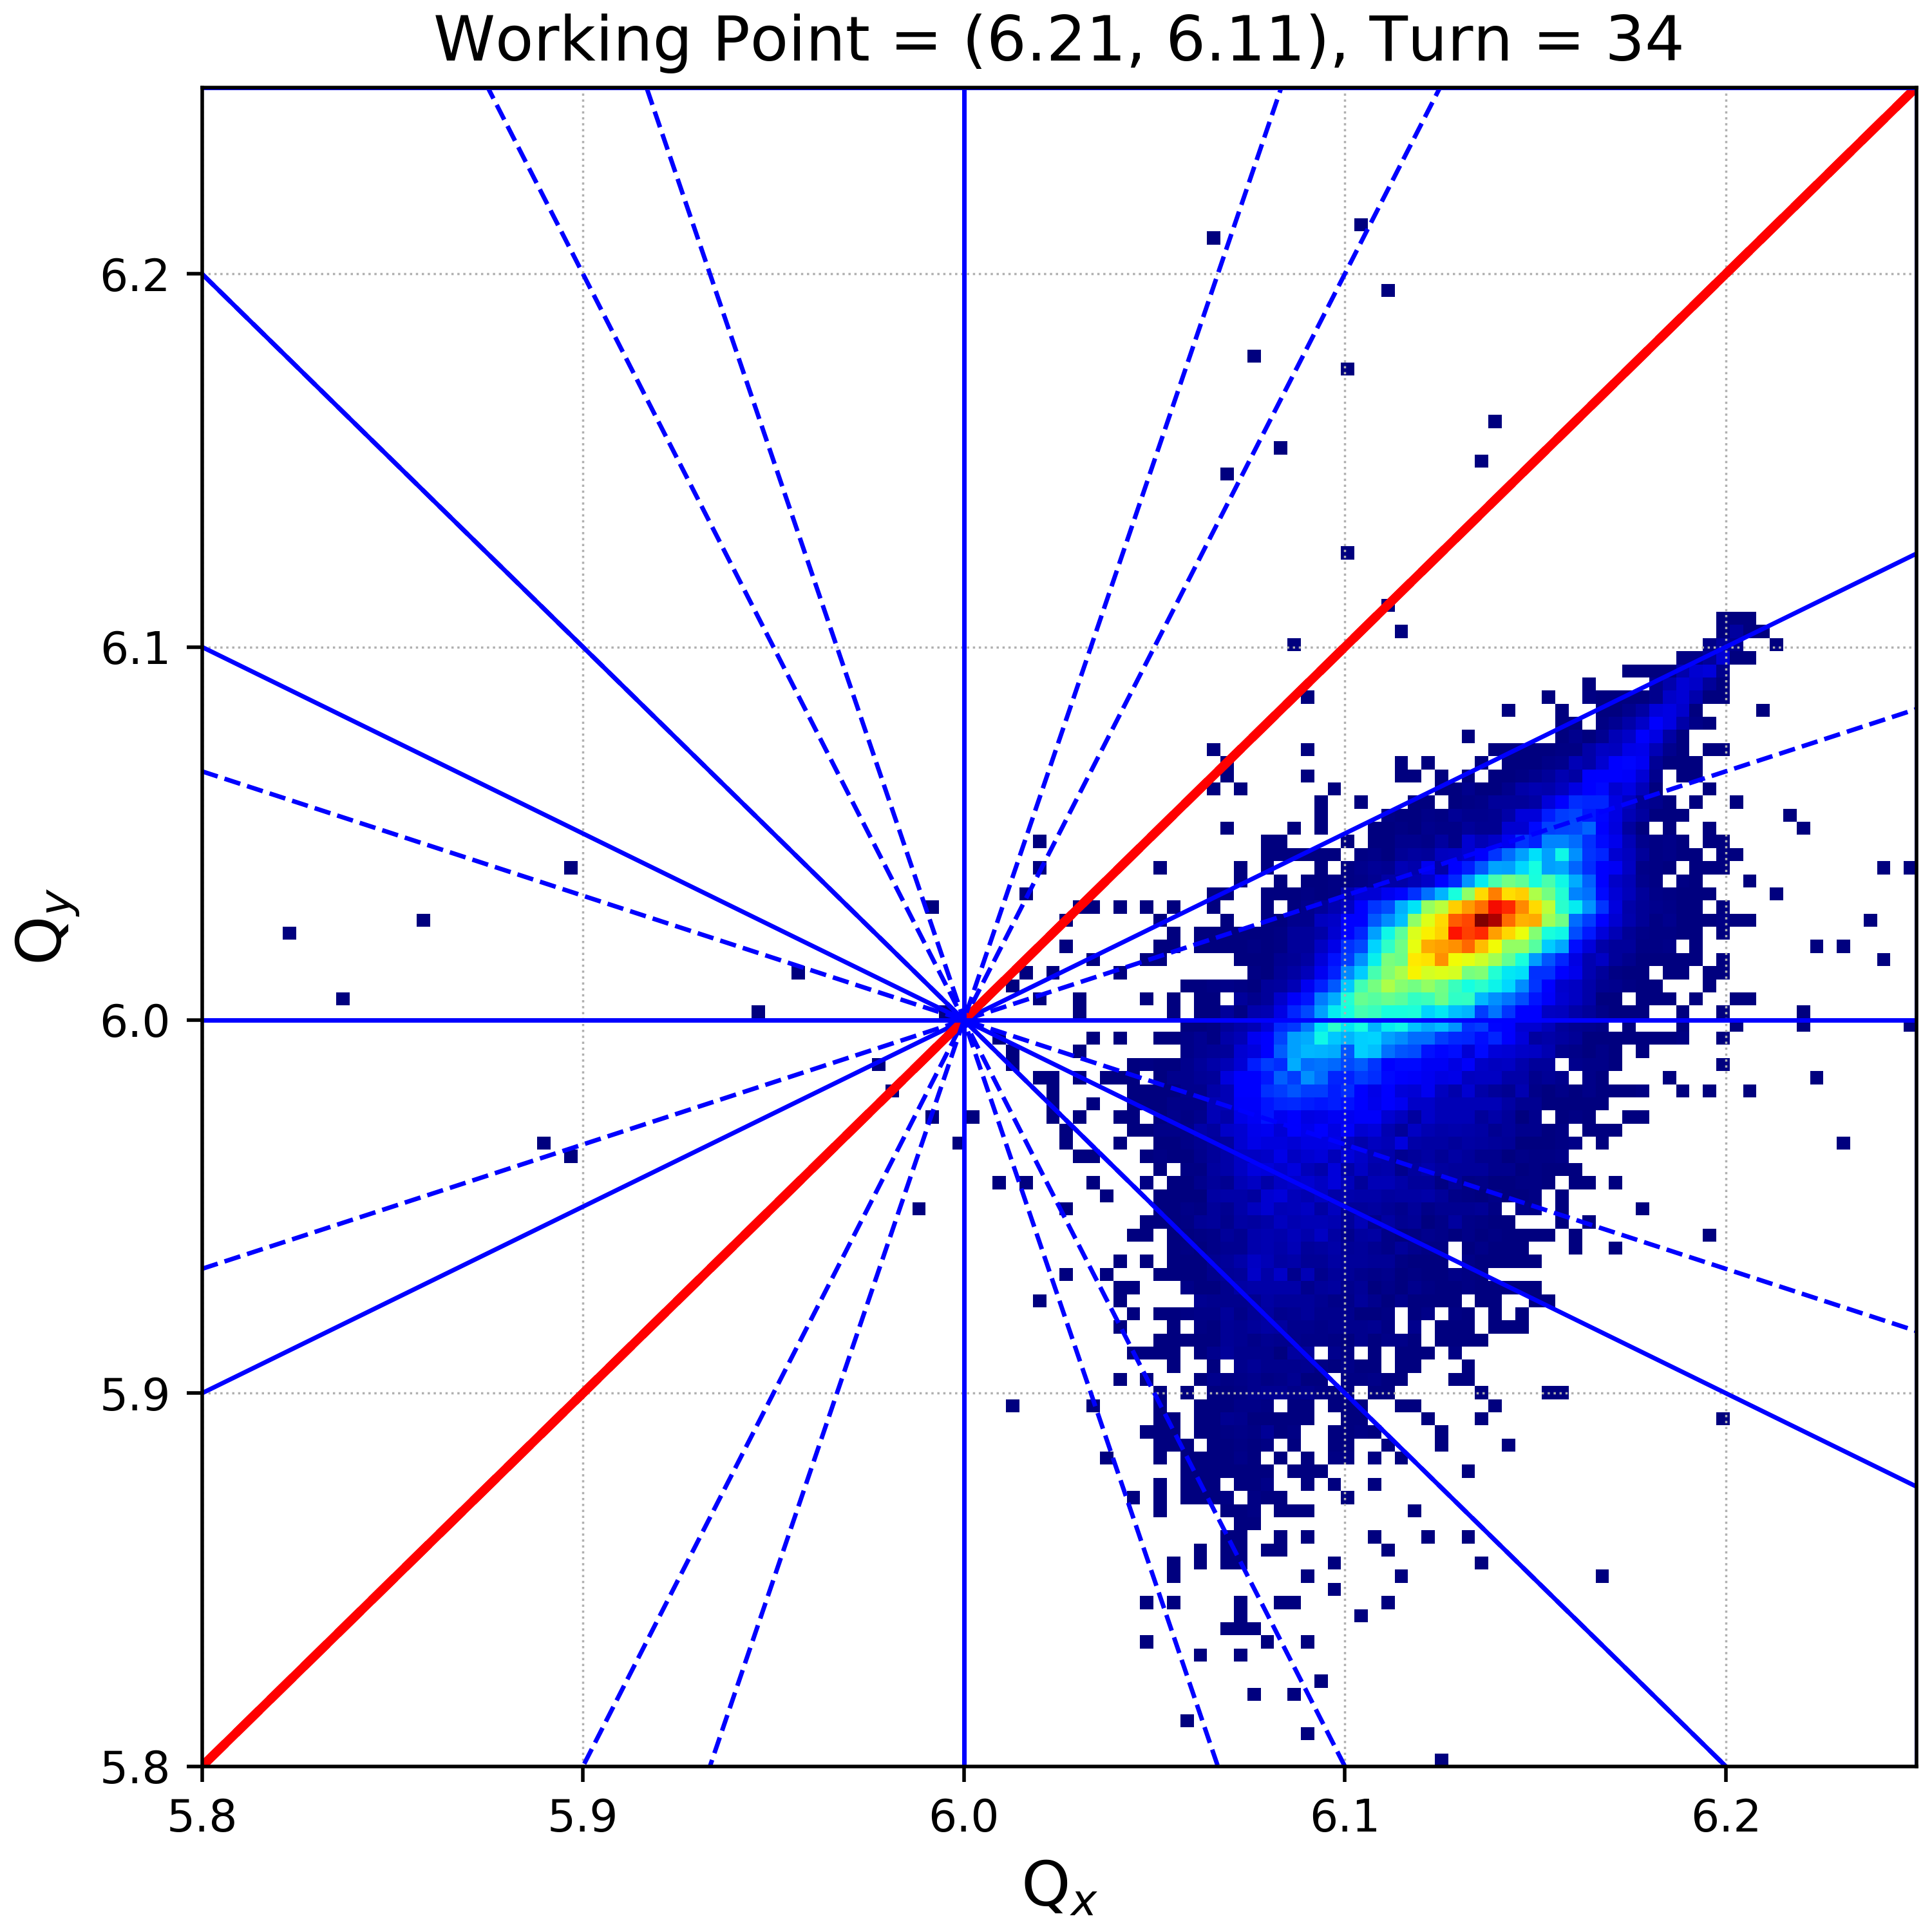 Working Point = (6.21, 6.11), Turn = 34
6.2
6.1
6.0
5.9
5.8
Qy
5.8 5.9 6.0 6.1 6.2
Qx